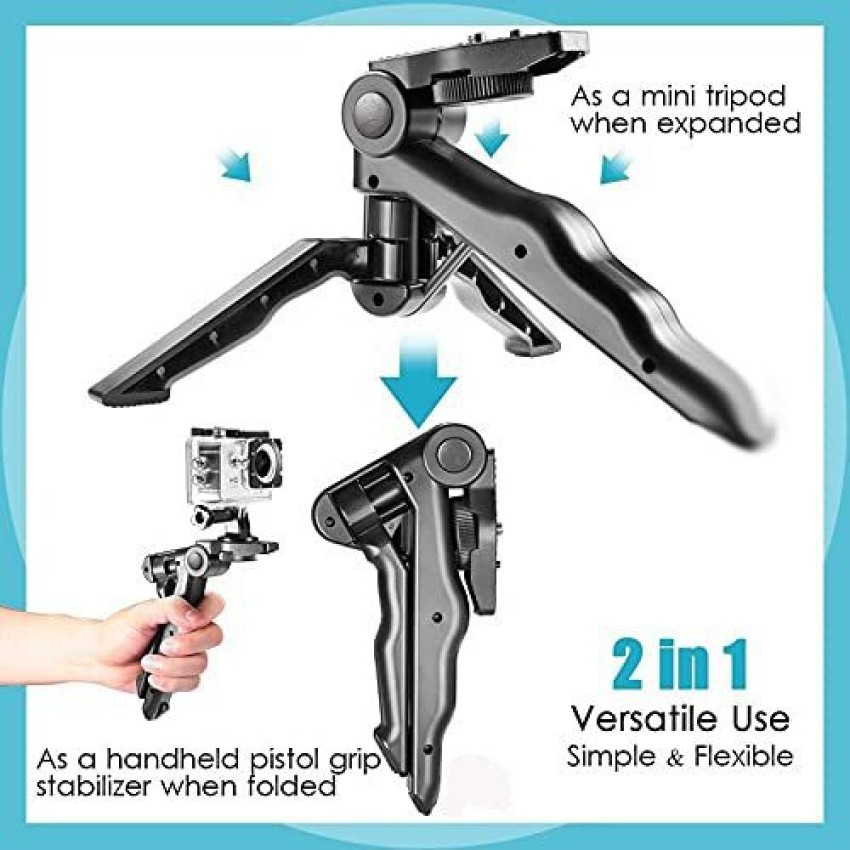 As a mini tripod
when expanded
2 in 1
Versatile Use
Simple & Flexible
As a handheld pistol grip
stabilizer when folded